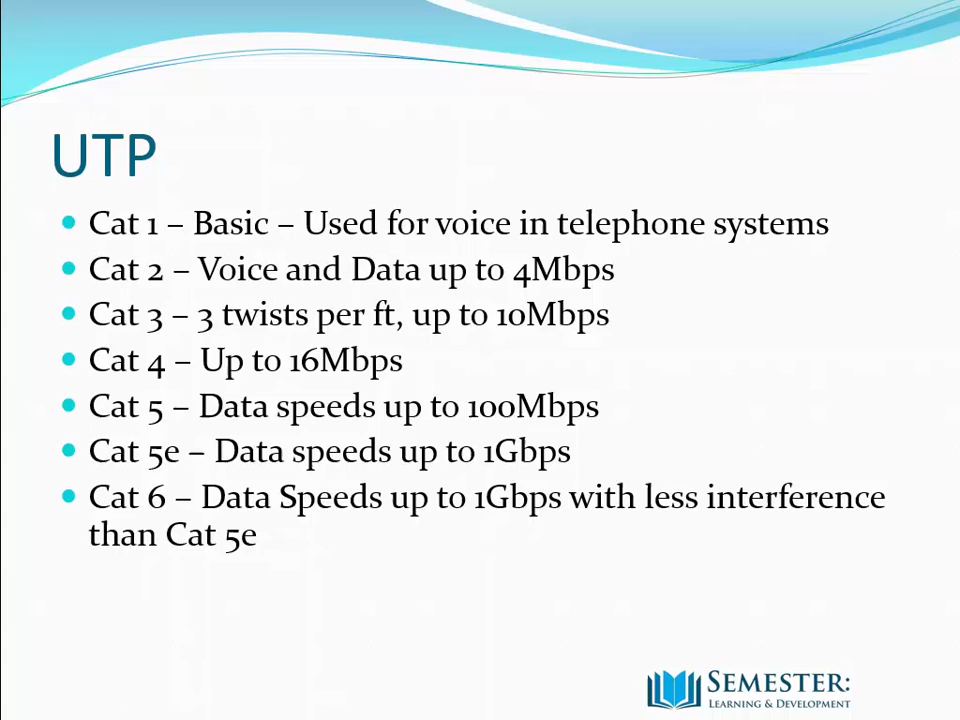 UTP
Cat 1 – Basic – Used for voice in telephone systems
Cat 2 – Voice and Data up to 4Mbps
Cat 3 – 3 twists per ft, up to 10Mbps
Cat 4 – Up to 16Mbps
Cat 5 – Data speeds up to 100Mbps
Cat 5e – Data speeds up to 1Gbps
Cat 6 – Data Speeds up to 1Gbps with less interference
than Cat 5e
SEMESTER:
LEARNING & DEVELOPMENT